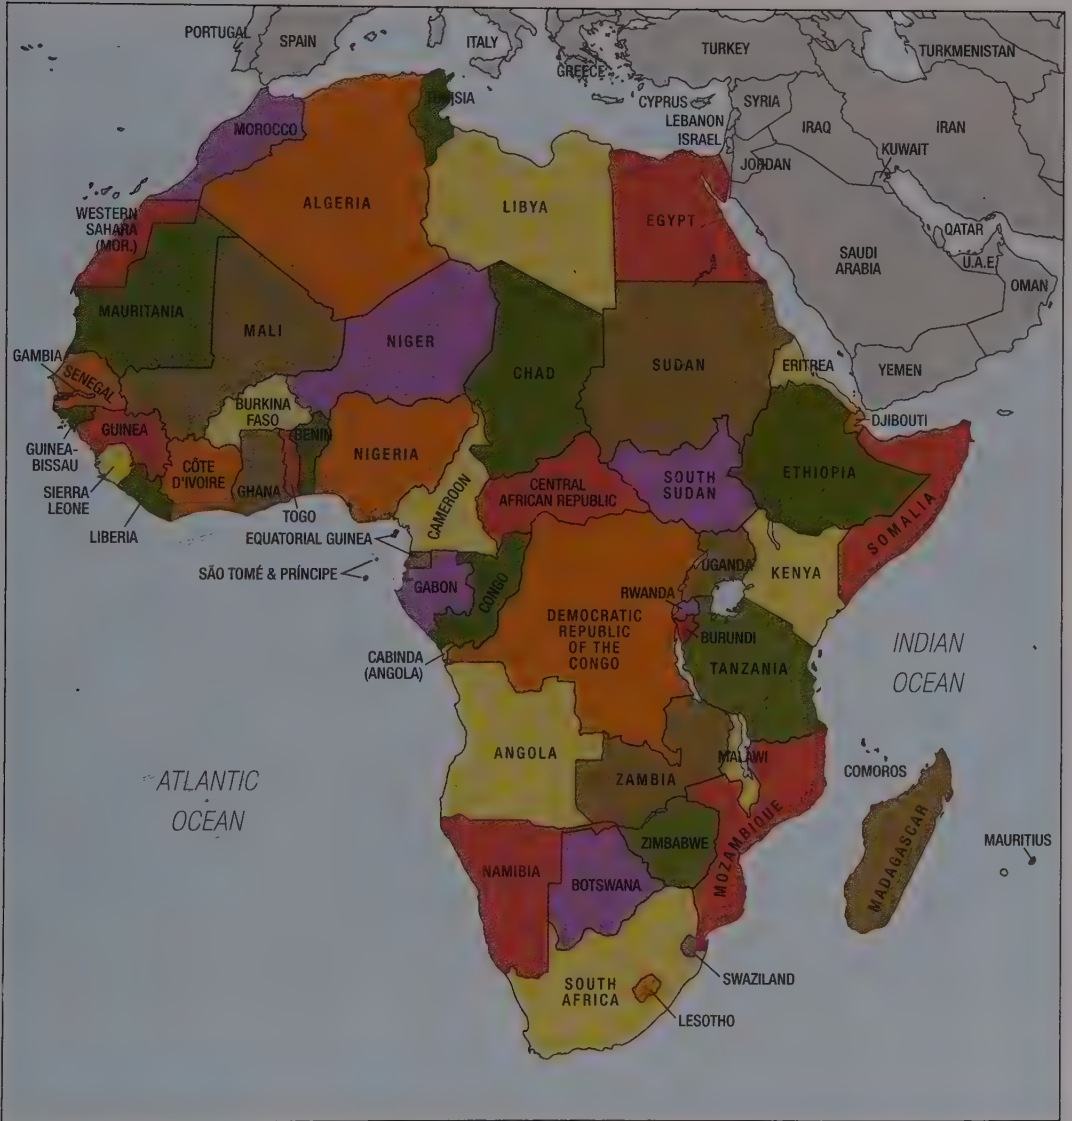 PORTUGAL
SPAIN
ITALY
GREECE
TURKEY
TURKMENISTAN
CYPRUS
LEBANON
ISRAEL
SYRIA
IRAQ
IRAN
JORDAN
KUWAIT
SAUDI
ARABIA
QATAR
U.A.E.
OMAN
YEMEN
TUNISIA
MOROCCO
ALGERIA
LIBYA
EGYPT
WESTERN
SAHARA
(MOR.)
MAURITANIA
MALI
NIGER
CHAD
SUDAN
ERITREA
DJIBOUTI
GAMBIA
SENEGAL
GUINEA-
BISSAU
GUINEA
SIERRA
LEONE
LIBERIA
CÔTE
D'IVOIRE
BURKINA
FASO
GHANA
TOGO
BENIN
NIGERIA
CAMEROON
CENTRAL
AFRICAN REPUBLIC
SOUTH
SUDAN
ETHIOPIA
SOMALIA
EQUATORIAL GUINEA
SÃO TOMÉ & PRÍNCIPE
GABON
CONGO
DEMOCRATIC
REPUBLIC
OF THE
CONGO
UGANDA
KENYA
RWANDA
BURUNDI
TANZANIA
CABINDA
(ANGOLA)
INDIAN
OCEAN
ATLANTIC
OCEAN
ANGOLA
ZAMBIA
MALAWI
MOZAMBIQUE
COMOROS
MADAGASCAR
MAURITIUS
NAMIBIA
BOTSWANA
ZIMBABWE
SOUTH
AFRICA
SWAZILAND
LESOTHO